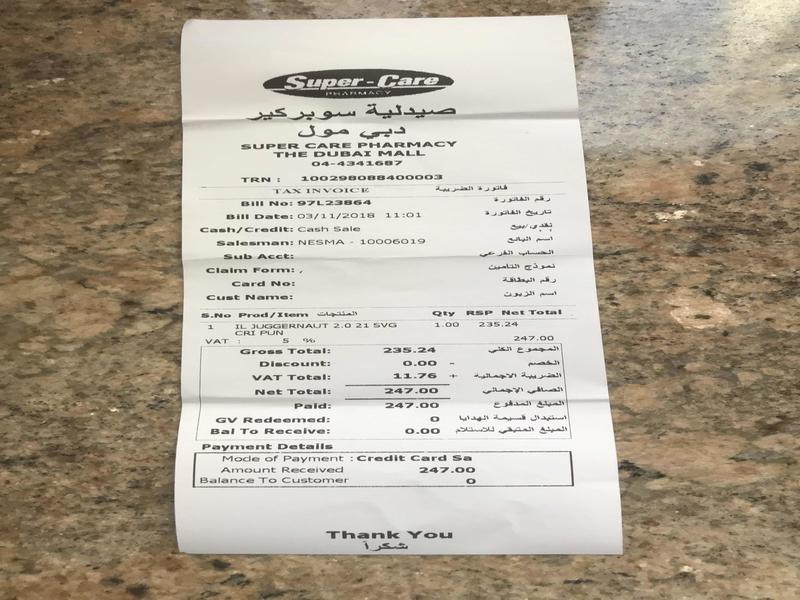 Super-Care
PHARMACY
صيدلية سوبركير
دبي مول
SUPER CARE PHARMACY
THE DUBAI MALL
04-4341687
TRN : 100298088400003
TAX INVOICE فاتورة الضريبة
Bill No: 97L23864 رقم الفاتورة
Bill Date: 03/11/2018 11:01 تاريخ الفاتورة
Cash/Credit: Cash Sale نقدي/بيع
Salesman: NESMA - 10006019 اسم البائع
Sub Acct: الحساب الفرعي
Claim Form: , نموذج التامين
Card No: رقم البطاقة
Cust Name: اسم الزبون
S.No Prod/Item المنتجات Qty RSP Net Total
1 IL JUGGERNAUT 2.0 21 SVG 1.00 235.24
CRI PUN
VAT : 5 % 247.00
Gross Total: 235.24 المجموع الكلي
Discount: 0.00 - الخصم
VAT Total: 11.76 + الضريبة الاجمالية
Net Total: 247.00 الصافي الإجمالي
Paid: 247.00 المبلغ المدفوع
GV Redeemed: 0 استبدال قسيمة الهدايا
Bal To Receive: 0.00 المبلغ المتبقي للاستلام
Payment Details
Mode of Payment : Credit Card Sa
Amount Received 247.00
Balance To Customer 0
Thank You
شكراً